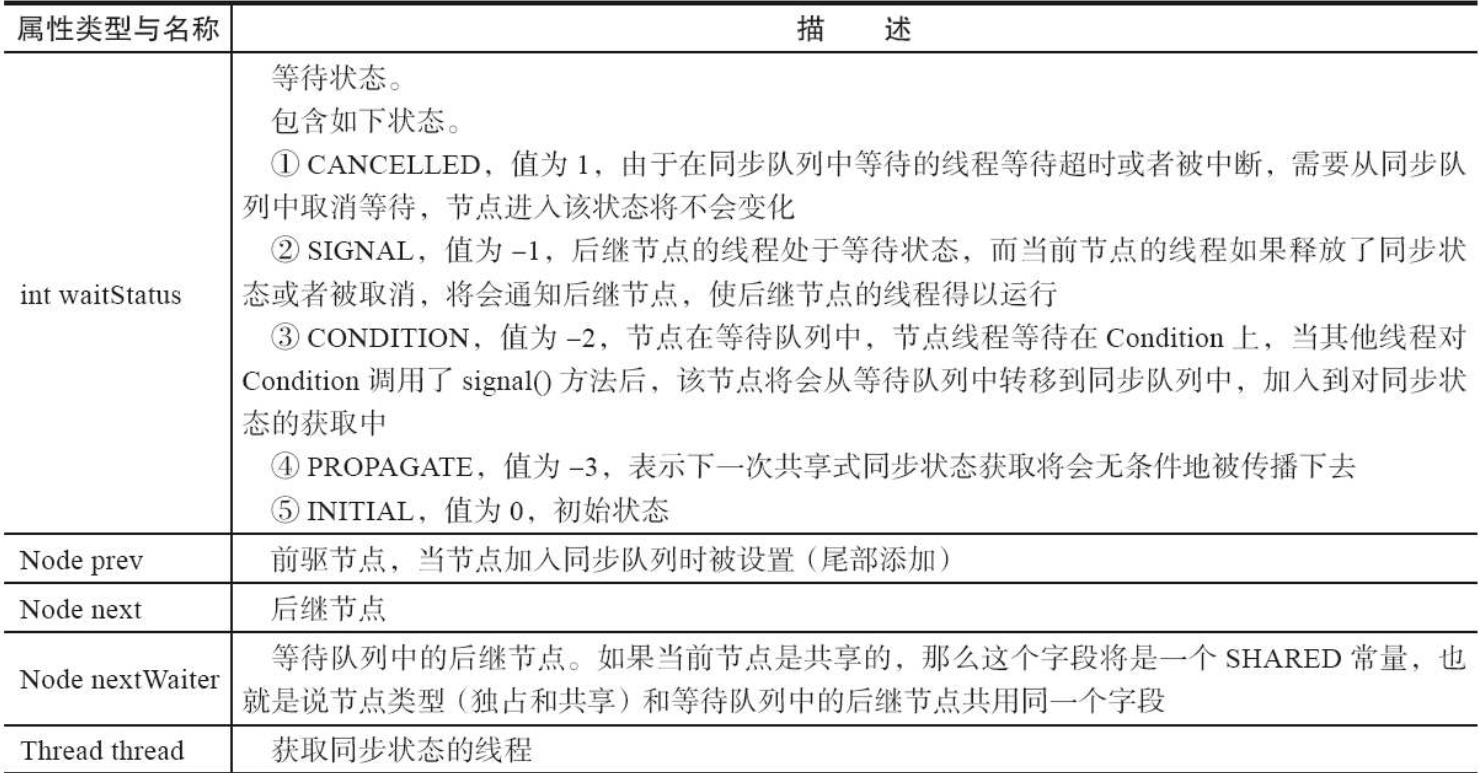 属性类型与名称 描 述
等待状态。
包含如下状态。
① CANCELLED，值为 1，由于在同步队列中等待的线程等待超时或者被中断，需要从同步队
列中取消等待，节点进入该状态将不会变化
② SIGNAL，值为 –1，后继节点的线程处于等待状态，而当前节点的线程如果释放了同步状
int waitStatus 态或者被取消，将会通知后继节点，使后继节点的线程得以运行
③ CONDITION，值为 –2，节点在等待队列中，节点线程等待在 Condition 上，当其他线程对
Condition 调用了 signal() 方法后，该节点将会从等待队列中转移到同步队列中，加入到对同步状
态的获取中
④ PROPAGATE，值为 –3，表示下一次共享式同步状态获取将会无条件地被传播下去
⑤ INITIAL，值为 0，初始状态
Node prev 前驱节点，当节点加入同步队列时被设置（尾部添加）
Node next 后继节点
Node nextWaiter 等待队列中的后继节点。如果当前节点是共享的，那么这个字段将是一个 SHARED 常量，也
就是说节点类型（独占和共享）和等待队列中的后继节点共用同一个字段
Thread thread 获取同步状态的线程